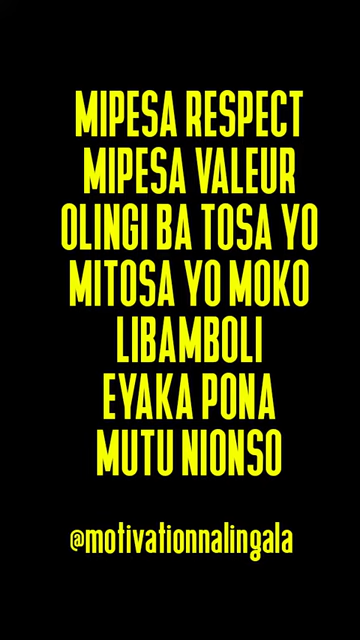 MIPESA RESPECT
MIPESA VALEUR
OLINGI BA TOSA YO
MITOSA YO MOKO
LIBAMBOLI
EYAKA PONA
MUTU NIONSO
@motivationnalingala